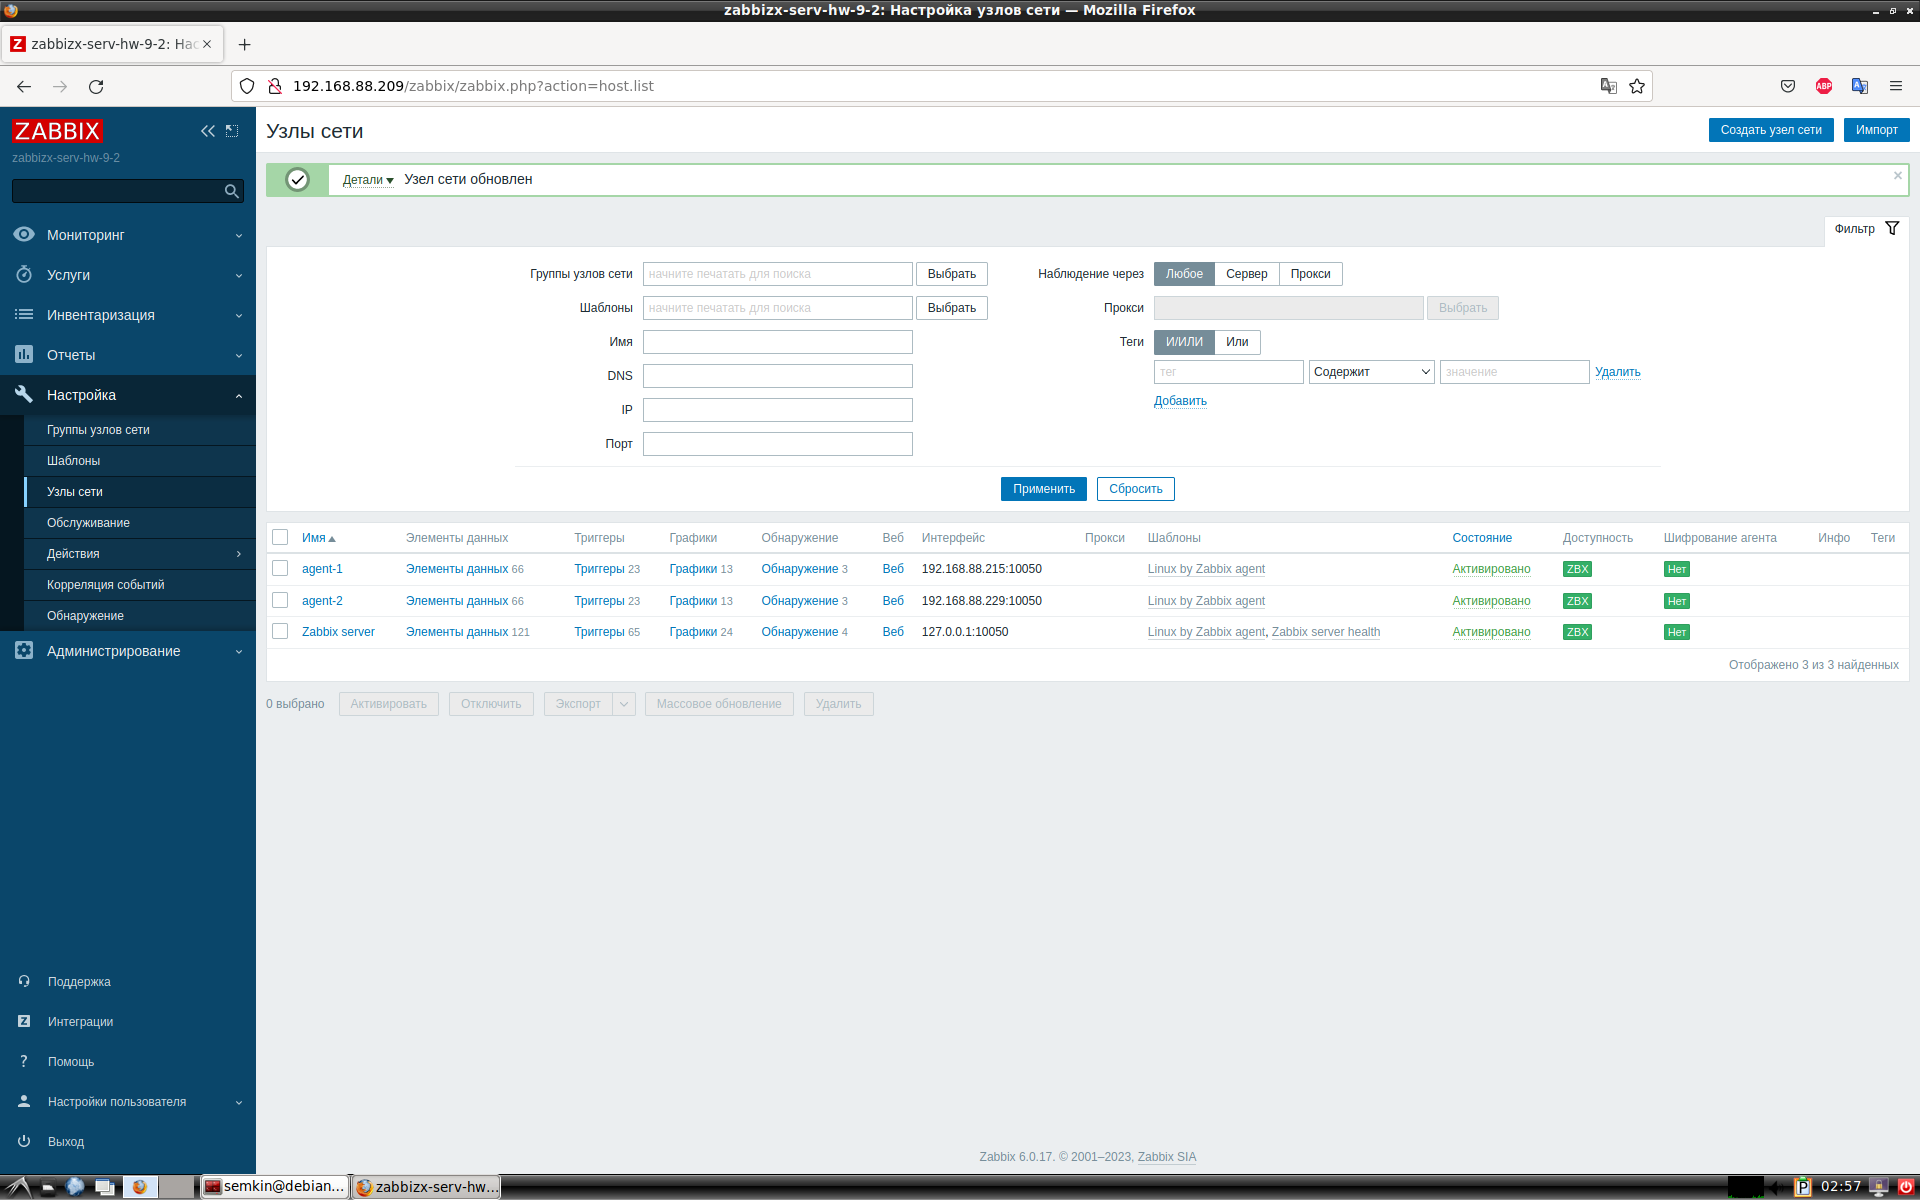 zabbizx-serv-hw-9-2: Настройка узлов сети — Mozilla Firefox
zabbizx-serv-hw-9-2: Нас
192.168.88.209/zabbix/zabbix.php?action=host.list
ABP
ZABBIX
zabbizx-serv-hw-9-2
Мониторинг
Услуги
Инвентаризация
Отчеты
Настройка
Группы узлов сети
Шаблоны
Узлы сети
Обслуживание
Действия
Корреляция событий
Обнаружение
Администрирование
Поддержка
Интеграции
Помощь
Настройки пользователя
Выход
Узлы сети
Создать узел сети Импорт
Детали Узел сети обновлен
Фильтр
Группы узлов сети начните печатать для поиска Выбрать
Шаблоны начните печатать для поиска Выбрать
Имя
DNS
IP
Порт
Наблюдение через Любое Сервер Прокси
Прокси Выбрать
Теги И/ИЛИ Или
тег Содержит значение Удалить
Добавить
Применить Сбросить
Имя Элементы данных Триггеры Графики Обнаружение Веб Интерфейс Прокси Шаблоны Состояние Доступность Шифрование агента Инфо Теги
agent-1 Элементы данных 66 Триггеры 23 Графики 13 Обнаружение 3 Веб 192.168.88.215:10050 Linux by Zabbix agent Активировано ZBX Нет
agent-2 Элементы данных 66 Триггеры 23 Графики 13 Обнаружение 3 Веб 192.168.88.229:10050 Linux by Zabbix agent Активировано ZBX Нет
Zabbix server Элементы данных 121 Триггеры 65 Графики 24 Обнаружение 4 Веб 127.0.0.1:10050 Linux by Zabbix agent, Zabbix server health Активировано ZBX Нет
Отображено 3 из 3 найденных
0 выбрано Активировать Отключить Экспорт Массовое обновление Удалить
Zabbix 6.0.17. © 2001–2023, Zabbix SIA
semkin@debian... zabbizx-serv-hw... 02:57